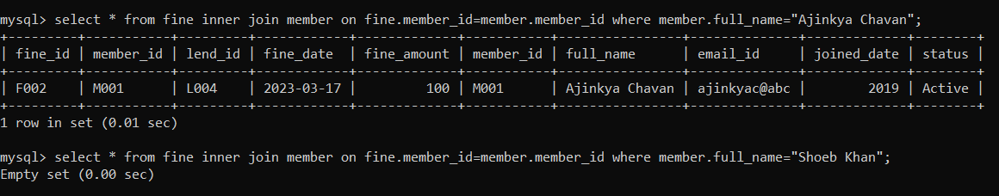 mysql> select * from fine inner join member on fine.member_id=member.member_id where member.full_name="Ajinkya Chavan";
+---------+-----------+---------+------------+-------------+-----------+----------------+-------------+-------------+--------+
| fine_id | member_id | lend_id | fine_date  | fine_amount | member_id | full_name      | email_id    | joined_date | status |
+---------+-----------+---------+------------+-------------+-----------+----------------+-------------+-------------+--------+
| F002    | M001      | L004    | 2023-03-17 |         100 | M001      | Ajinkya Chavan | ajinkyac@abc |        2019 | Active |
+---------+-----------+---------+------------+-------------+-----------+----------------+-------------+-------------+--------+
1 row in set (0.01 sec)
mysql> select * from fine inner join member on fine.member_id=member.member_id where member.full_name="Shoeb Khan";
Empty set (0.00 sec)